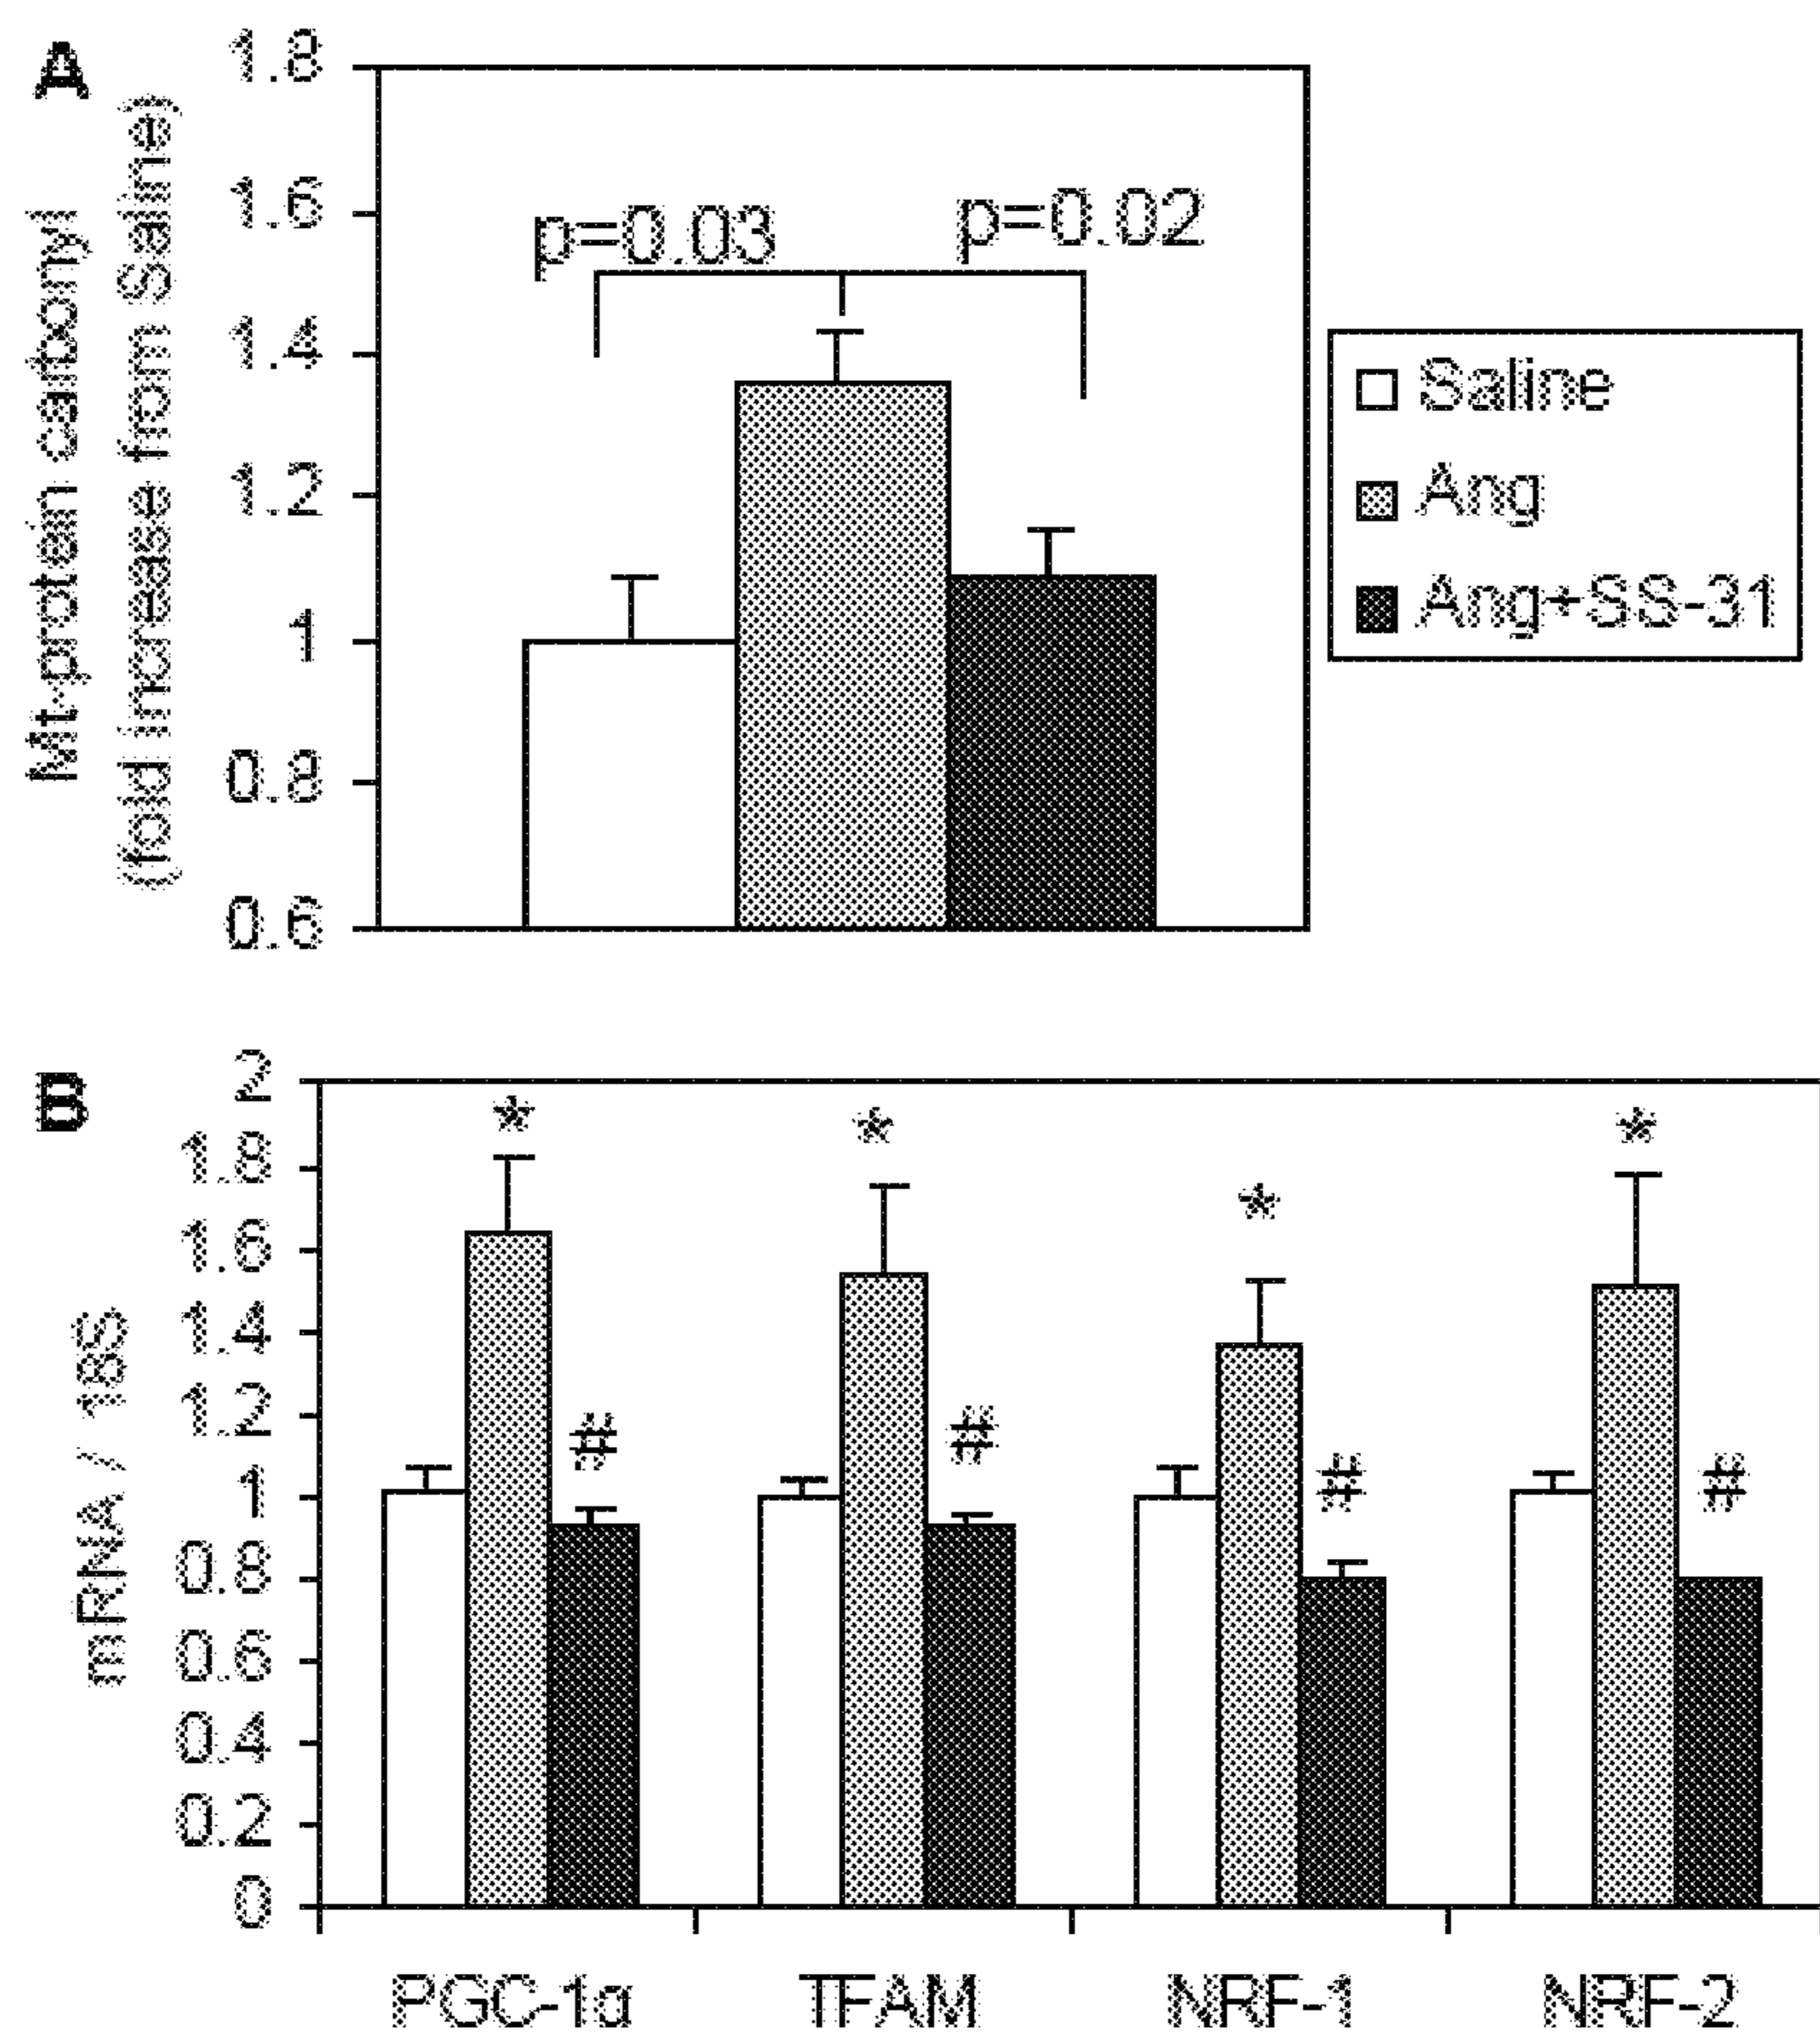 A
Mt-protein carbonyl
(fold increase from Saline)
1.8
1.6
1.4
1.2
1
0.8
0.6
p=0.03
p=0.02
Saline
Ang
Ang+SS-31
B
mRNA / 18S
2
1.8
1.6
1.4
1.2
1
0.8
0.6
0.4
0.2
0
* * * *
# # # #
PGC-1α TFAM NRF-1 NRF-2